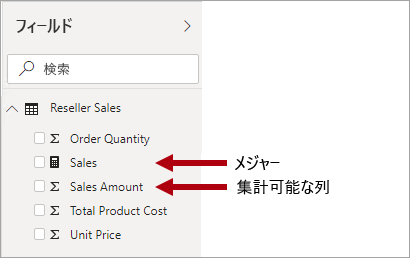 フィールド
検索
Reseller Sales
Order Quantity
Sales
メジャー
Sales Amount
集計可能な列
Total Product Cost
Unit Price